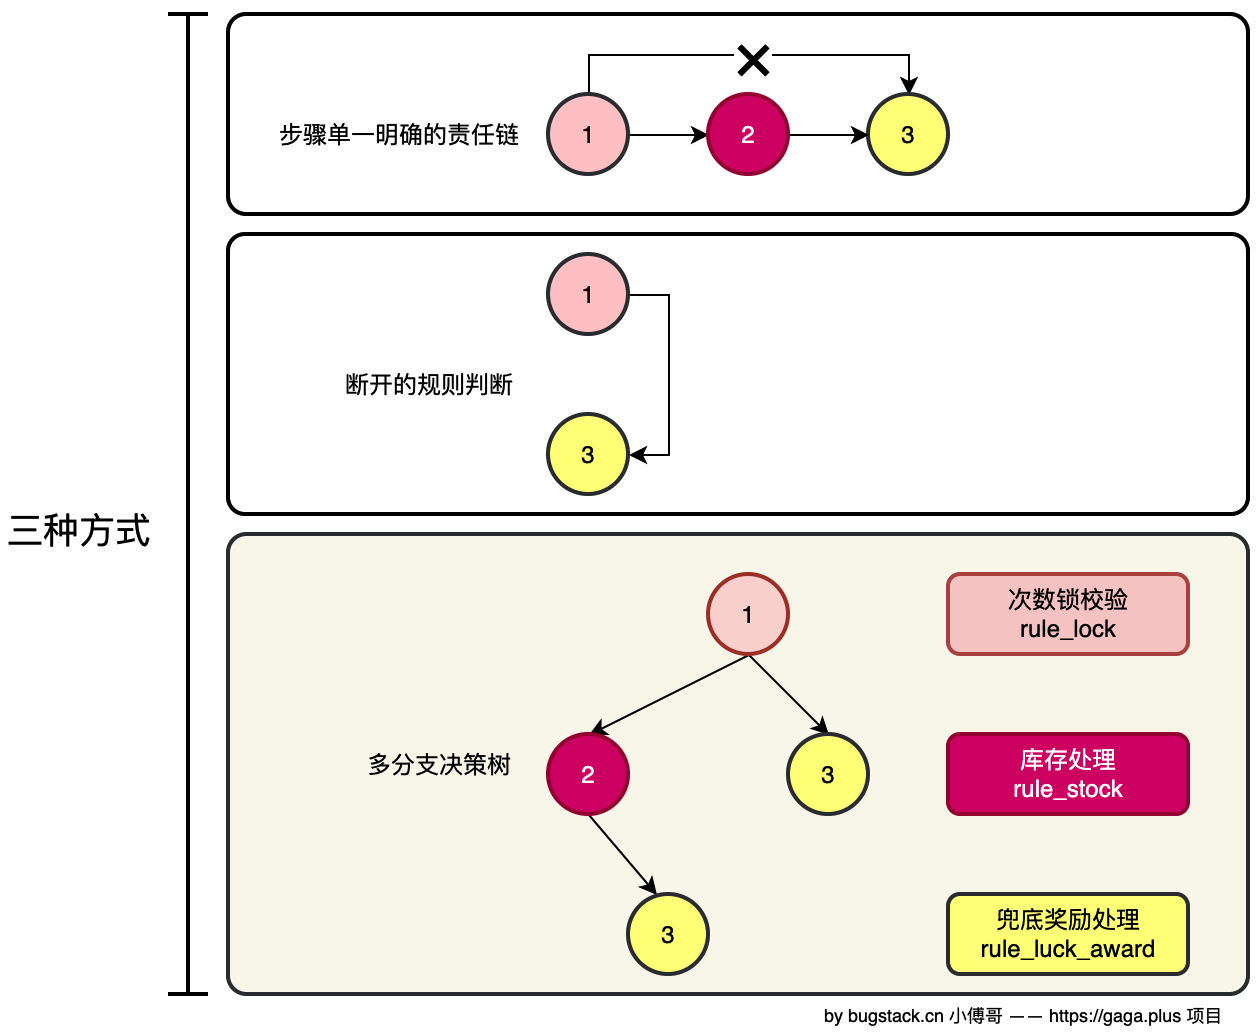 三种方式
步骤单一明确的责任链
1
2
3
断开的规则判断
1
3
多分支决策树
1
2
3
3
次数锁校验
rule_lock
库存处理
rule_stock
兜底奖励处理
rule_luck_award
by bugstack.cn 小傅哥 —— https://gaga.plus 项目